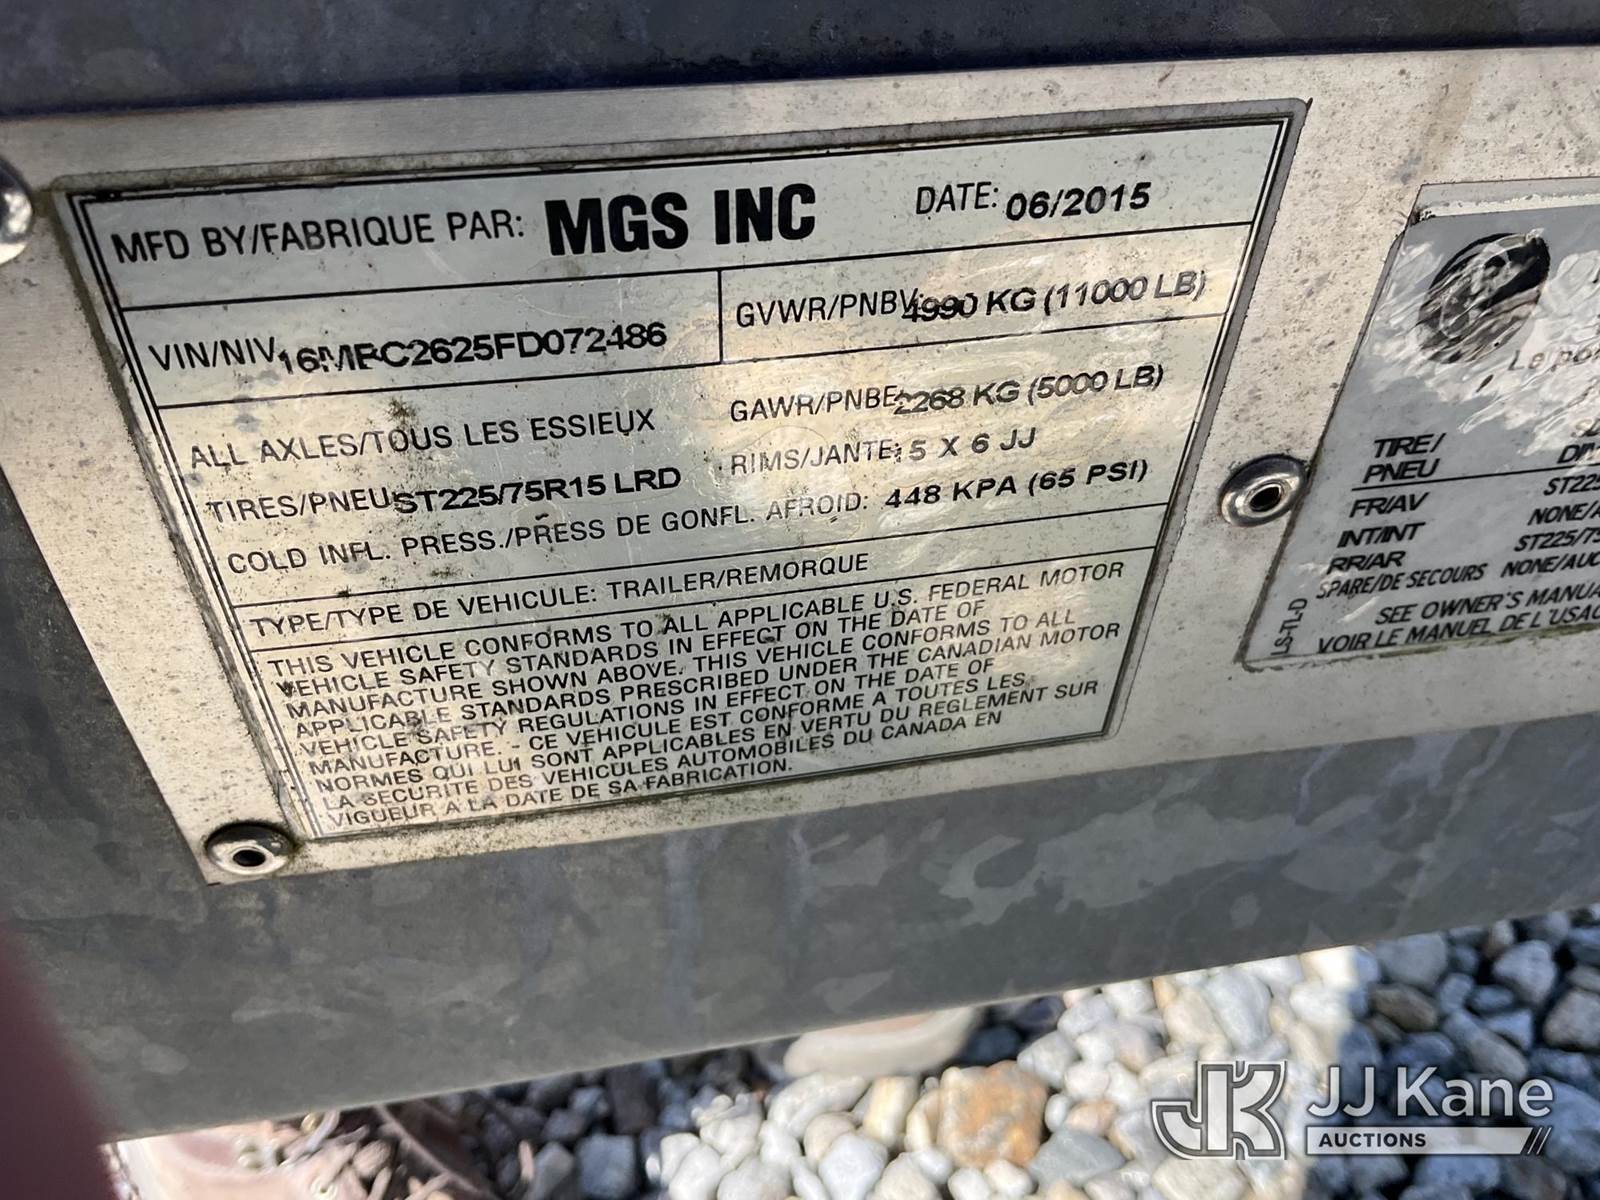 MFD BY/FABRIQUE PAR: MGS INC DATE: 06/2015
VIN/NIV GVWR/PNBV: 4990 KG (11000 LB)
ALL AXLES/TOUS LES ESSIEUX GAWR/PNBE 2268 KG (5000 LB)
TIRES/PNEU ST225/75R15 LRD RIMS/JANTE: 5 X 6 JJ
COLD INFL. PRESS./PRESS DE GONFL. AFROID: 448 KPA (65 PSI)
TYPE/TYPE DE VEHICULE: TRAILER/REMORQUE
THIS VEHICLE CONFORMS TO ALL APPLICABLE U.S. FEDERAL MOTOR
VEHICLE SAFETY STANDARDS IN EFFECT ON THE DATE OF
MANUFACTURE SHOWN ABOVE. THIS VEHICLE CONFORMS TO ALL
APPLICABLE STANDARDS PRESCRIBED UNDER THE CANADIAN MOTOR
VEHICLE SAFETY REGULATIONS IN EFFECT ON THE DATE OF
MANUFACTURE. - CE VEHICULE EST CONFORME A TOUTES LES
NORMES QUI LUI SONT APPLICABLES EN VERTU DU REGLEMENT SUR
LA SECURITE DES VEHICULES AUTOMOBILES DU CANADA EN
VIGUEUR A LA DATE DE SA FABRICATION.
TIRE/
PNEU
FR/AV ST225
INT/INT NONE/A
RR/AR ST225/75
SPARE/DE SECOURS NONE/AUC
SEE OWNER'S MANUA
VOIR LE MANUEL DE L'USAG
LS-TL-D
JK JJ Kane
AUCTIONS